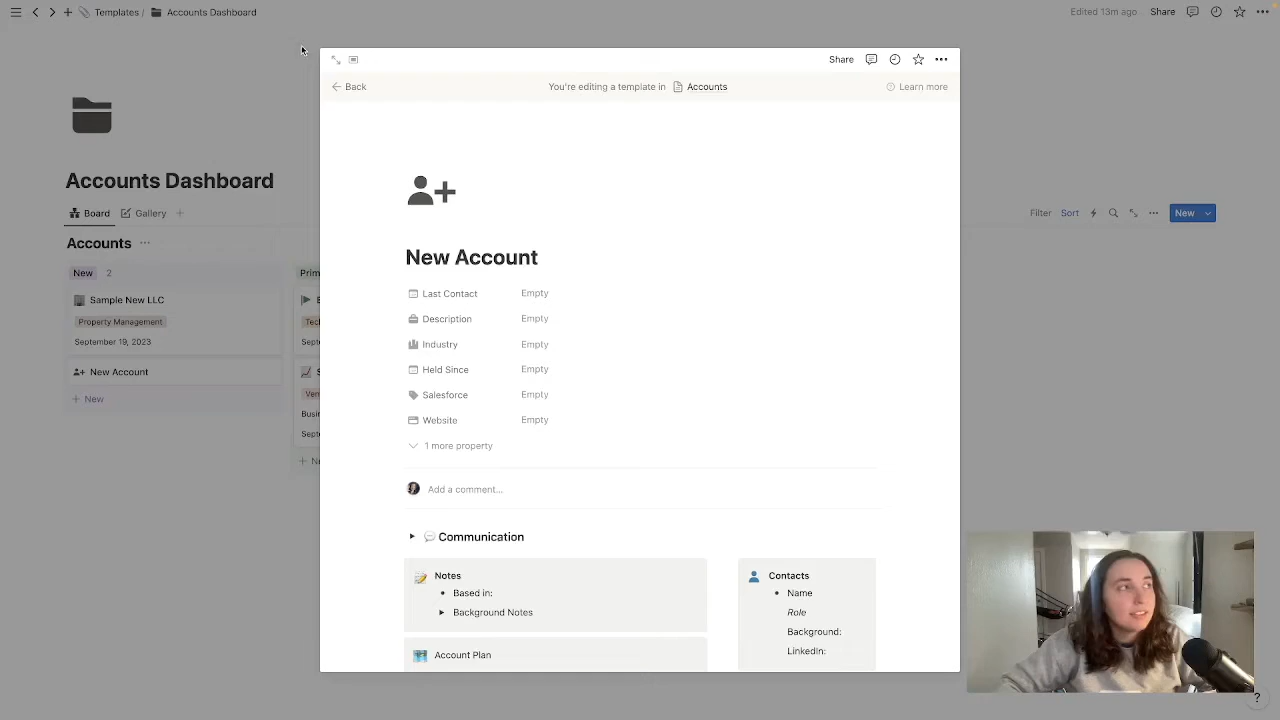 Templates / Accounts Dashboard
Edited 13m ago Share
Share
Back
You're editing a template in Accounts
Learn more
Accounts Dashboard
Board Gallery
Filter Sort New
Accounts
New 2
Prim
Sample New LLC
Property Management
September 19, 2023
New Account
+ New
New Account
Last Contact Empty
Description Empty
Industry Empty
Held Since Empty
Salesforce Empty
Website Empty
1 more property
Add a comment...
Communication
Notes
Based in:
Background Notes
Account Plan
Contacts
Name
Role
Background:
LinkedIn:
?